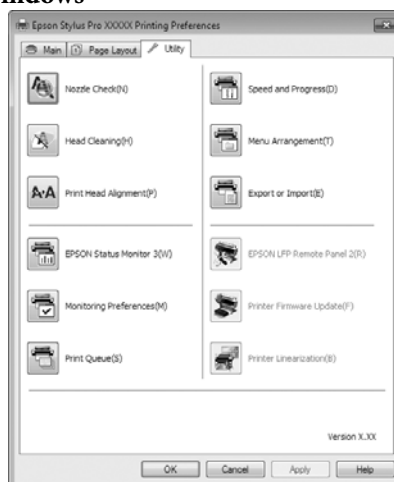 ndows
Epson Stylus Pro XXXXX Printing Preferences
Main Page Layout Utility
Nozzle Check(N)
Speed and Progress(D)
Head Cleaning(H)
Menu Arrangement(T)
Print Head Alignment(P)
Export or Import(E)
EPSON Status Monitor 3(W)
EPSON LFP Remote Panel 2(R)
Monitoring Preferences(M)
Printer Firmware Update(F)
Print Queue(S)
Printer Linearization(B)
Version X.XX
OK Cancel Apply Help